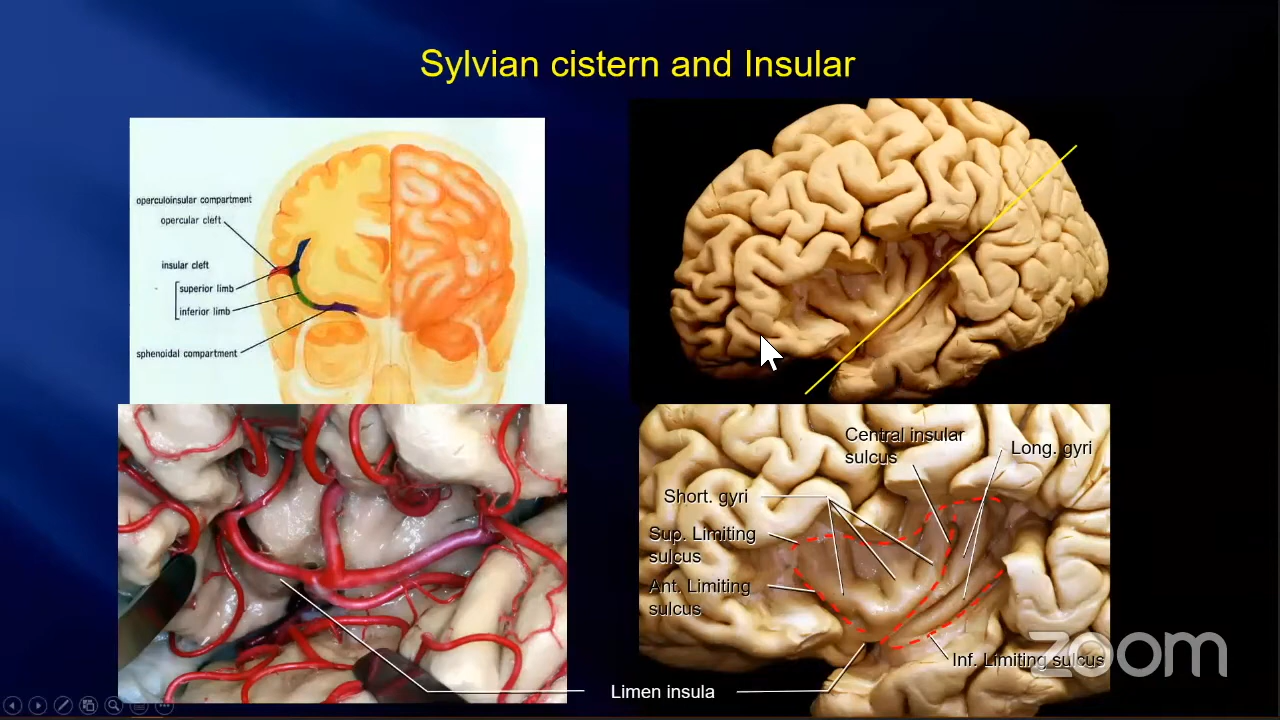 Sylvian cistern and Insular
operculoinsular compartment
opercular cleft
insular cleft
superior limb
inferior limb
sphenoidal compartment
Central insular
sulcus
Long. gyri
Short. gyri
Sup. Limiting
sulcus
Ant. Limiting
sulcus
Inf. Limiting sulcus
Limen insula
zoom